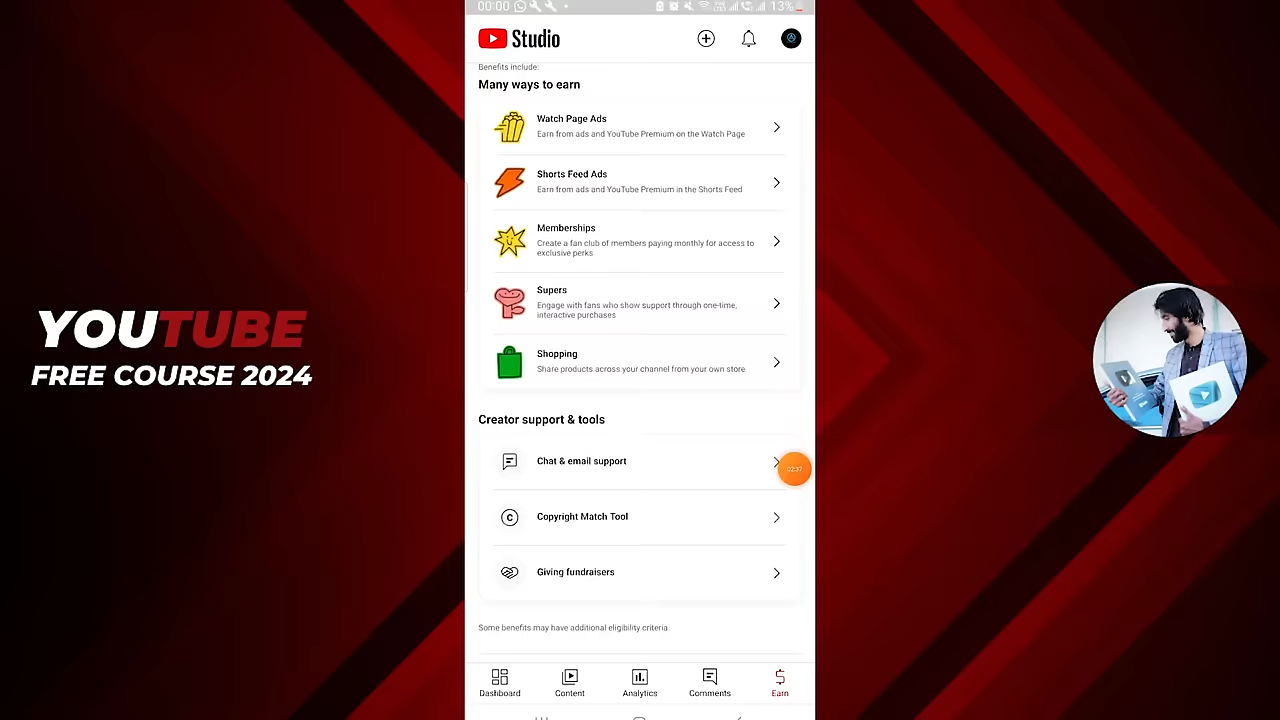 00:00
13%
Studio
Benefits include:
Many ways to earn
Watch Page Ads
Earn from ads and YouTube Premium on the Watch Page
Shorts Feed Ads
Earn from ads and YouTube Premium in the Shorts Feed
Memberships
Create a fan club of members paying monthly for access to
exclusive perks
Supers
Engage with fans who show support through one-time,
interactive purchases
Shopping
Share products across your channel from your own store
YOUTUBE
FREE COURSE 2024
Creator support & tools
Chat & email support
02:37
Copyright Match Tool
Giving fundraisers
Some benefits may have additional eligibility criteria.
Dashboard
Content
Analytics
Comments
Earn